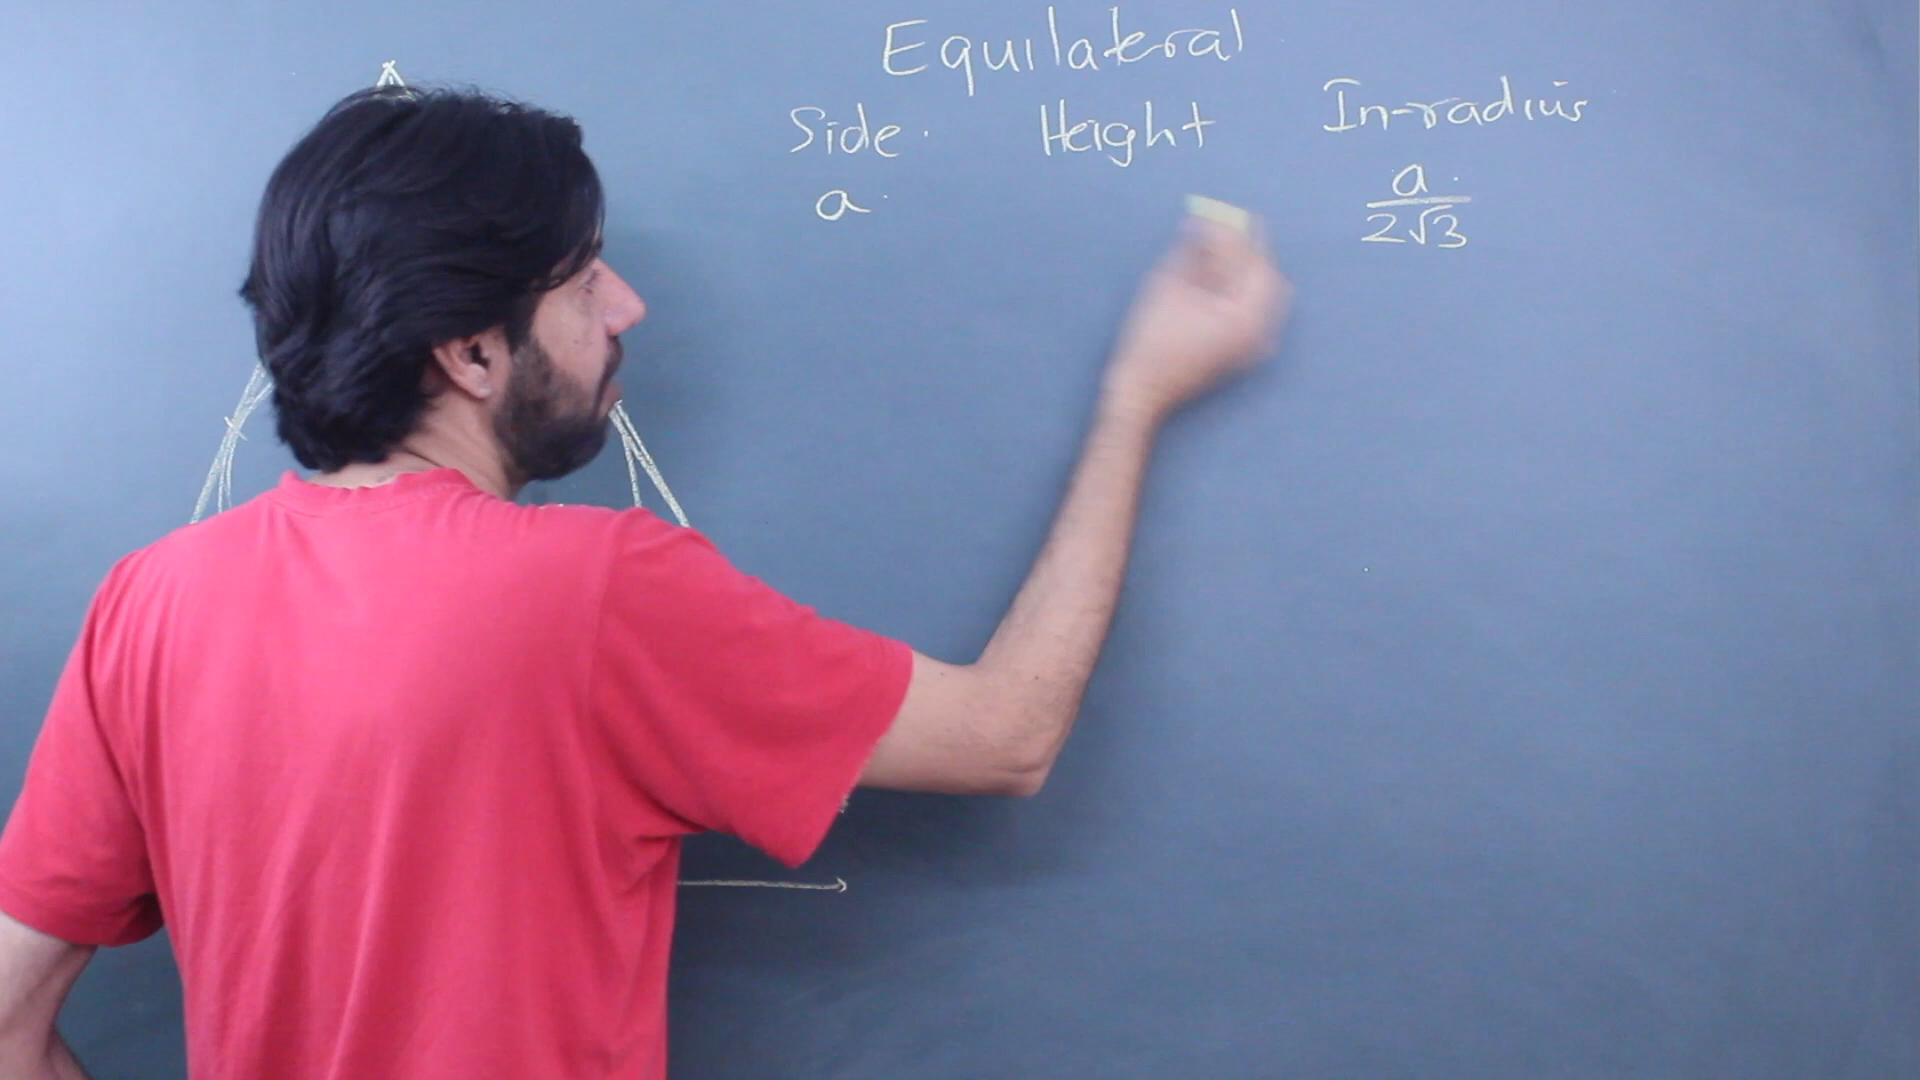 Equilateral
Side. Height In-radius
a. a/2√3